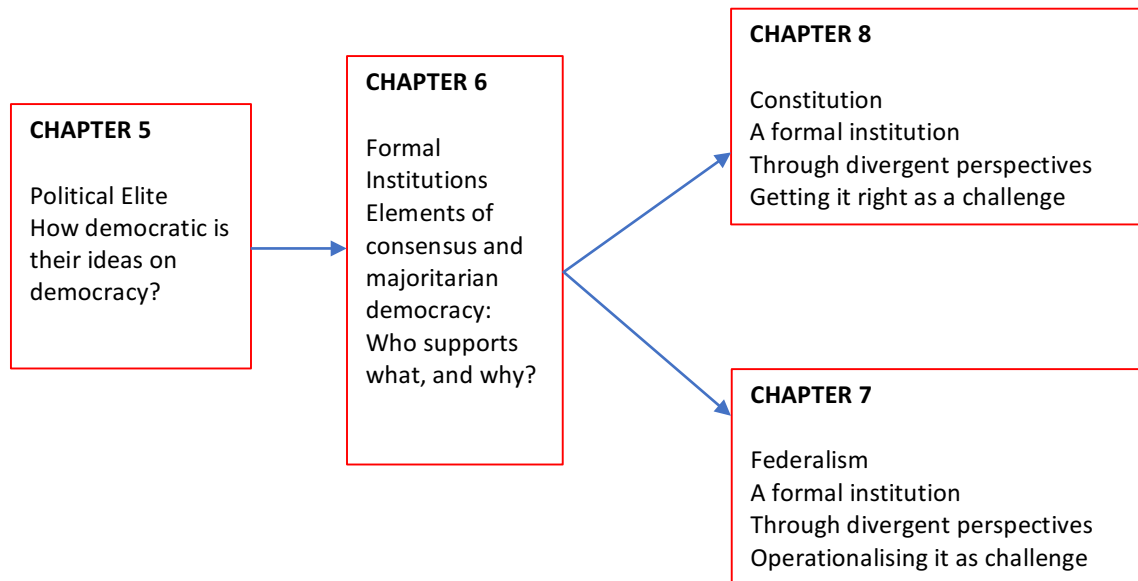 CHAPTER 5
Political Elite
How democratic is
their ideas on
democracy?
CHAPTER 6
Formal
Institutions
Elements of
consensus and
majoritarian
democracy:
Who supports
what, and why?
CHAPTER 8
Constitution
A formal institution
Through divergent perspectives
Getting it right as a challenge
CHAPTER 7
Federalism
A formal institution
Through divergent perspectives
Operationalising it as challenge